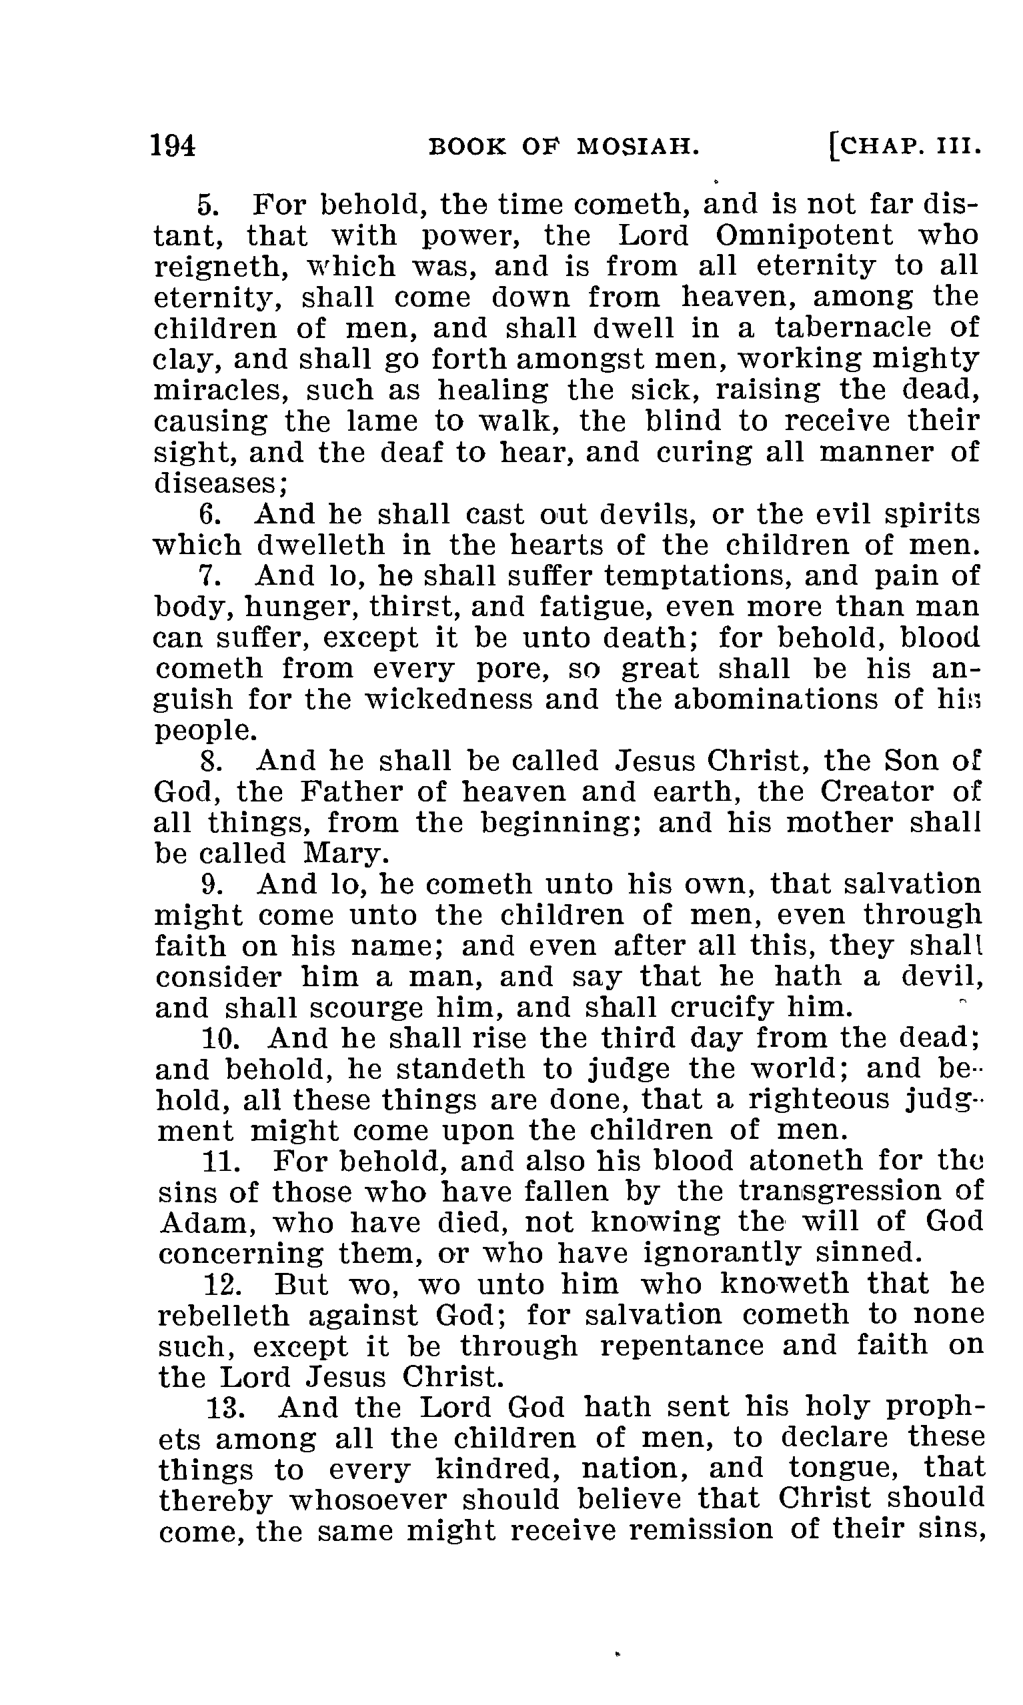 194 BOOK OF MOSIAH. [CHAP. III.
5. For behold, the time cometh, and is not far dis-
tant, that with power, the Lord Omnipotent who
reigneth, which was, and is from all eternity to all
eternity, shall come down from heaven, among the
children of men, and shall dwell in a tabernacle of
clay, and shall go forth amongst men, working mighty
miracles, such as healing the sick, raising the dead,
causing the lame to walk, the blind to receive their
sight, and the deaf to hear, and curing all manner of
diseases;
6. And he shall cast out devils, or the evil spirits
which dwelleth in the hearts of the children of men.
7. And lo, he shall suffer temptations, and pain of
body, hunger, thirst, and fatigue, even more than man
can suffer, except it be unto death; for behold, blood
cometh from every pore, so great shall be his an-
guish for the wickedness and the abominations of his
people.
8. And he shall be called Jesus Christ, the Son of
God, the Father of heaven and earth, the Creator of
all things, from the beginning; and his mother shall
be called Mary.
9. And lo, he cometh unto his own, that salvation
might come unto the children of men, even through
faith on his name; and even after all this, they shall
consider him a man, and say that he hath a devil,
and shall scourge him, and shall crucify him.
10. And he shall rise the third day from the dead;
and behold, he standeth to judge the world; and be-
hold, all these things are done, that a righteous judg-
ment might come upon the children of men.
11. For behold, and also his blood atoneth for the
sins of those who have fallen by the transgression of
Adam, who have died, not knowing the will of God
concerning them, or who have ignorantly sinned.
12. But wo, wo unto him who knoweth that he
rebelleth against God; for salvation cometh to none
such, except it be through repentance and faith on
the Lord Jesus Christ.
13. And the Lord God hath sent his holy proph-
ets among all the children of men, to declare these
things to every kindred, nation, and tongue, that
thereby whosoever should believe that Christ should
come, the same might receive remission of their sins,